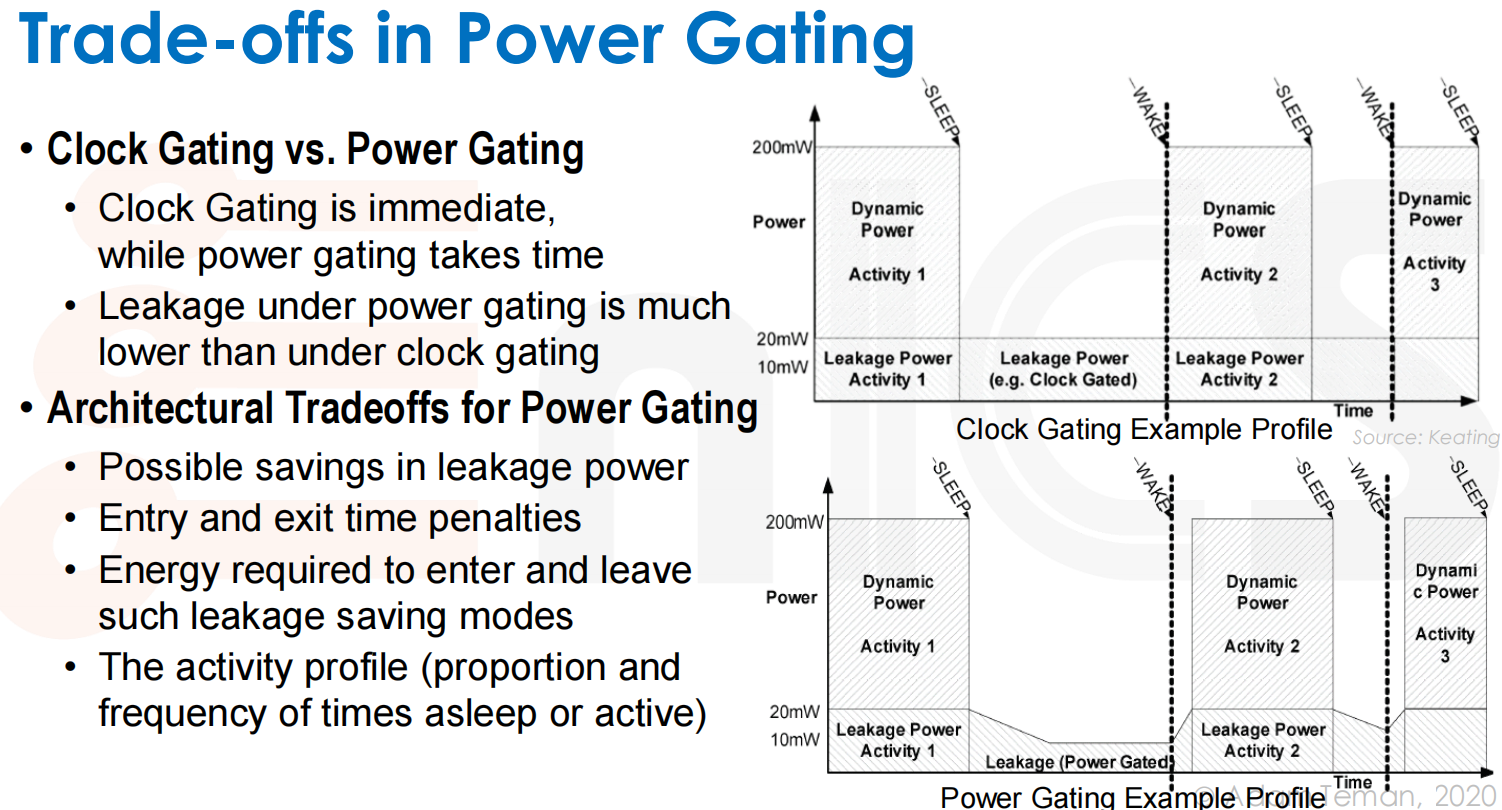 Trade-offs in Power Gating
• Clock Gating vs. Power Gating
• Clock Gating is immediate,
while power gating takes time
• Leakage under power gating is much
lower than under clock gating
• Architectural Tradeoffs for Power Gating
• Possible savings in leakage power
• Entry and exit time penalties
• Energy required to enter and leave
such leakage saving modes
• The activity profile (proportion and
frequency of times asleep or active)
~SLEEP
~WAKE
~SLEEP
~WAKE
~SLEEP
200mW
Power
20mW
10mW
Dynamic
Power
Activity 1
Dynamic
Power
Activity 2
Dynamic
Power
Activity
3
Leakage Power
Activity 1
Leakage Power
(e.g. Clock Gated)
Leakage Power
Activity 2
Time
Clock Gating Example Profile
Source: Keating
~SLEEP
~WAKE
~SLEEP
~WAKE
~SLEEP
200mW
Power
20mW
10mW
Dynamic
Power
Activity 1
Dynamic
Power
Activity 2
Dynami
c Power
Activity
3
Leakage Power
Activity 1
Leakage (Power Gated)
Leakage Power
Activity 2
Time
Power Gating Example Profile
© Adam Teman, 2020
nICS